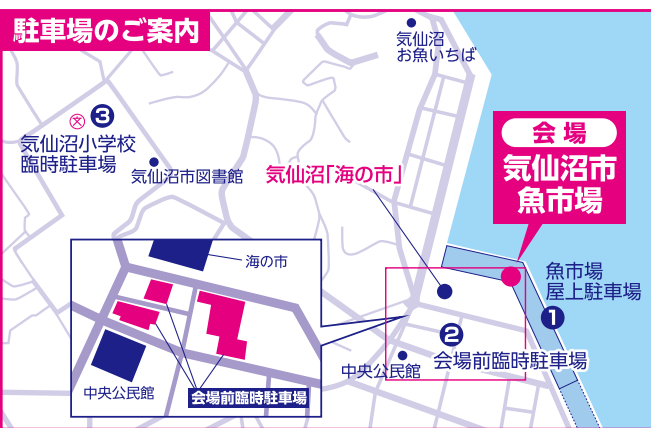 駐車場のご案内
気仙沼
お魚いちば
文
3
気仙沼小学校
臨時駐車場
気仙沼市図書館
気仙沼「海の市」
会場
気仙沼市
魚市場
海の市
魚市場
屋上駐車場
1
2
会場前臨時駐車場
中央公民館
中央公民館
会場前臨時駐車場